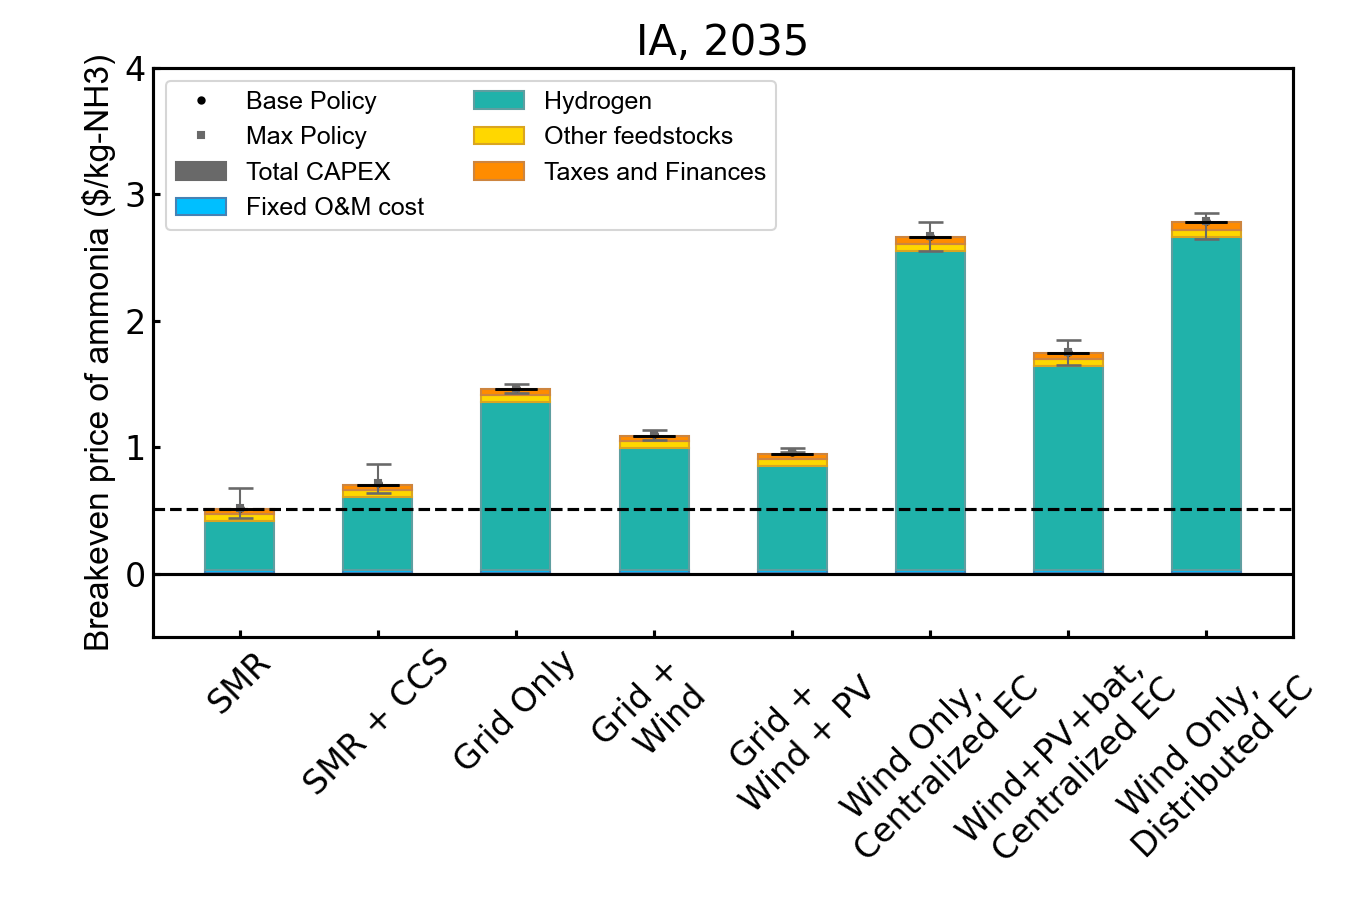 IA, 2035
Breakeven price of ammonia ($/kg-NH3)
4
3
2
1
0
Base Policy
Max Policy
Total CAPEX
Fixed O&M cost
Hydrogen
Other feedstocks
Taxes and Finances
SMR
SMR + CCS
Grid Only
Grid +
Wind
Grid +
Wind + PV
Wind Only,
Centralized EC
Wind+PV+bat,
Centralized EC
Wind Only,
Distributed EC